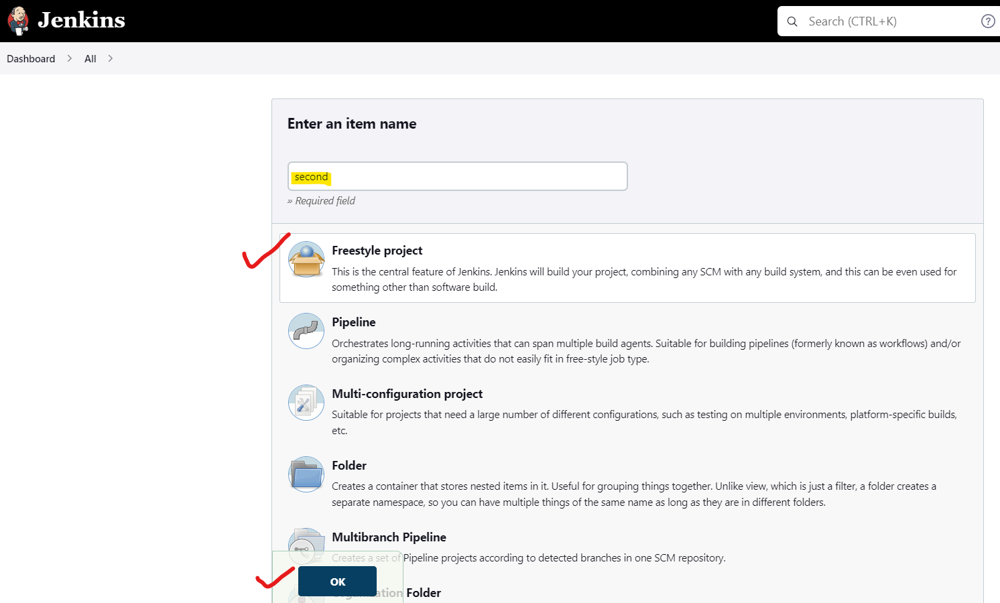 Jenkins
Search (CTRL+K)
Dashboard
All
Enter an item name
second
» Required field
Freestyle project
This is the central feature of Jenkins. Jenkins will build your project, combining any SCM with any build system, and this can be even used for
something other than software build.
Pipeline
Orchestrates long-running activities that can span multiple build agents. Suitable for building pipelines (formerly known as workflows) and/or
organizing complex activities that do not easily fit in free-style job type.
Multi-configuration project
Suitable for projects that need a large number of different configurations, such as testing on multiple environments, platform-specific builds,
etc.
Folder
Creates a container that stores nested items in it. Useful for grouping things together. Unlike view, which is just a filter, a folder creates a
separate namespace, so you can have multiple things of the same name as long as they are in different folders.
Multibranch Pipeline
Creates a set of Pipeline projects according to detected branches in one SCM repository.
OK
Folder